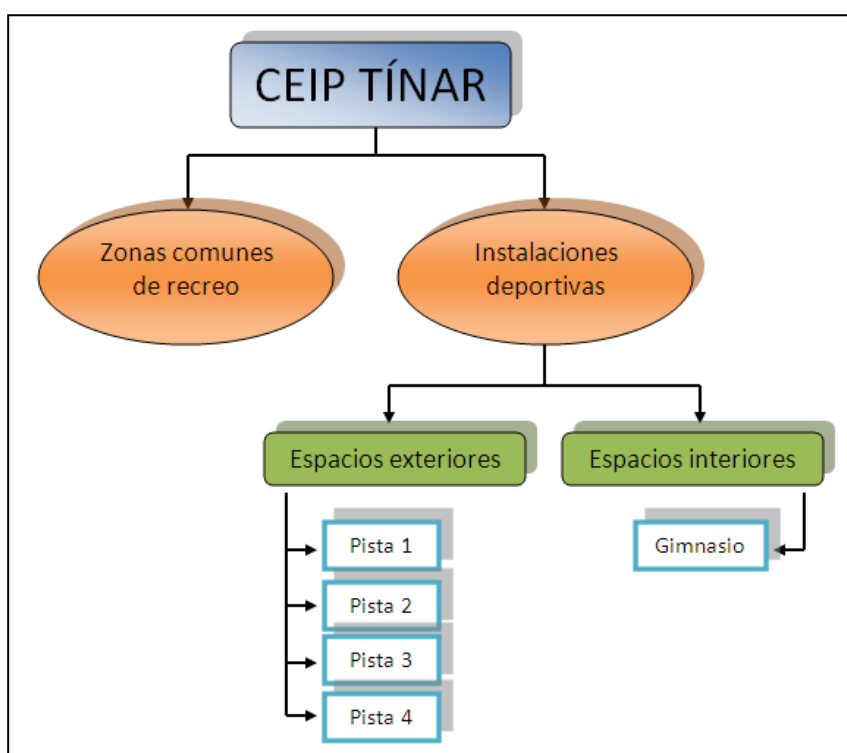 CEIP TÍNAR
Zonas comunes
de recreo
Instalaciones
deportivas
Espacios exteriores
Espacios interiores
Pista 1
Gimnasio
Pista 2
Pista 3
Pista 4